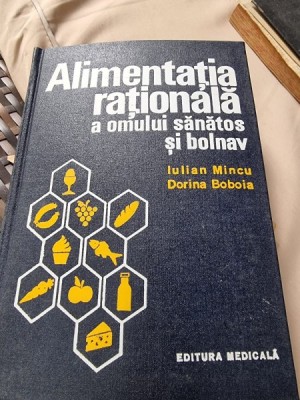 Alimentația
rațională
a omului sănătos
și bolnav
Iulian Mincu
Dorina Boboia
EDITURA MEDICALĂ